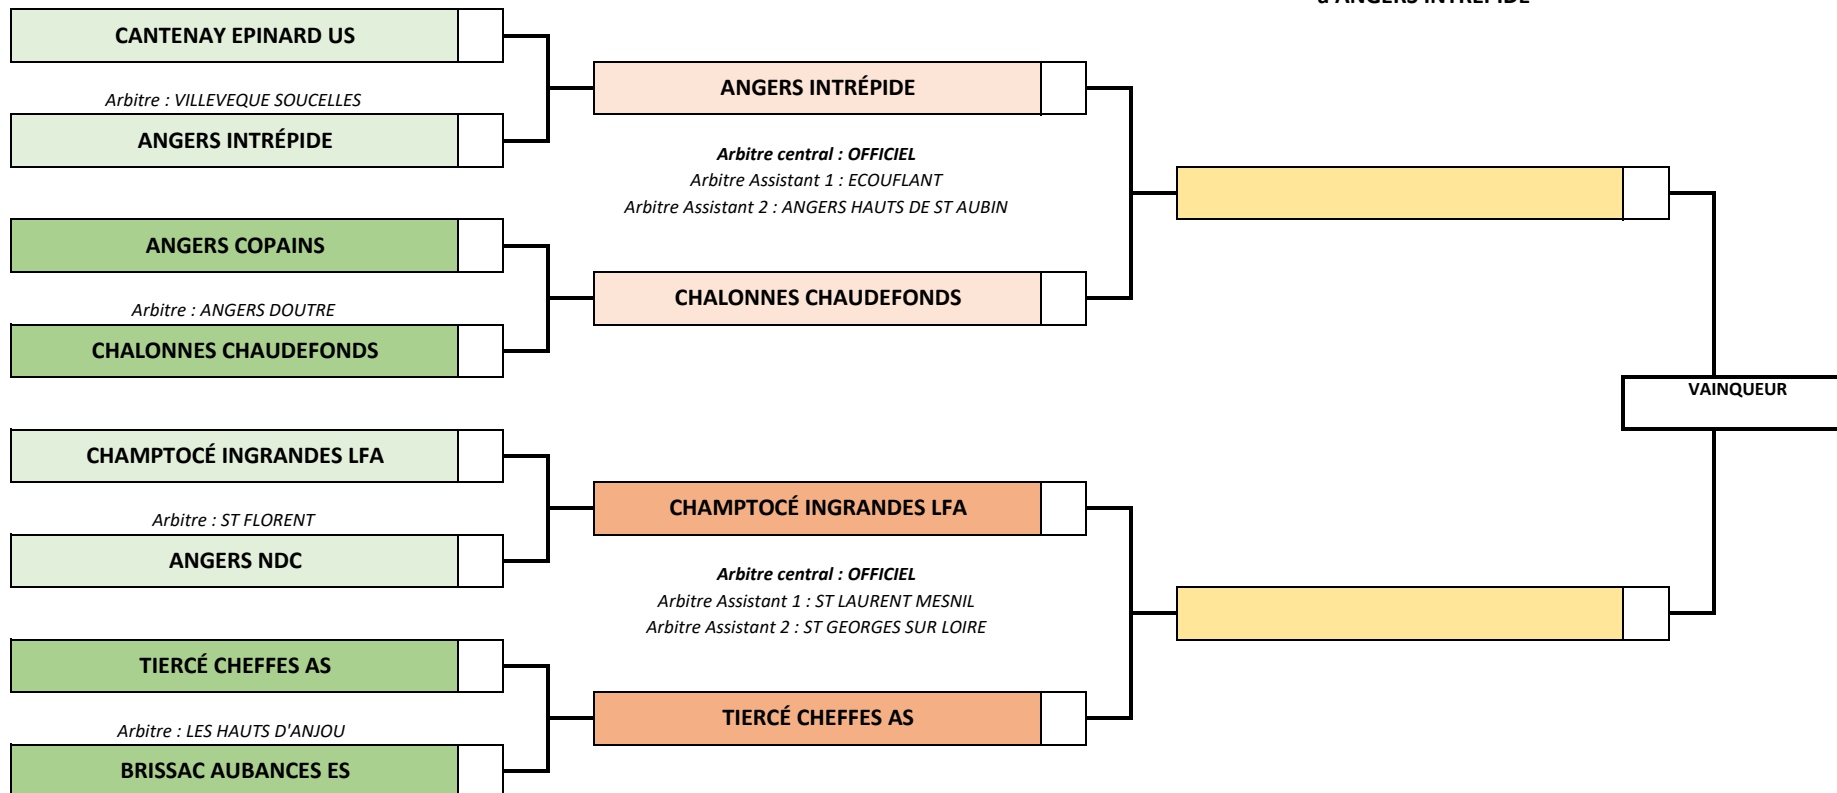 à ANGERS INTRÉPIDE
CANTENAY EPINARD US
Arbitre : VILLEVEQUE SOUCELLES
ANGERS INTRÉPIDE
ANGERS COPAINS
Arbitre : ANGERS DOUTRE
CHALONNES CHAUDEFONDS
CHAMPTOCÉ INGRANDES LFA
Arbitre : ST FLORENT
ANGERS NDC
TIERCÉ CHEFFES AS
Arbitre : LES HAUTS D'ANJOU
BRISSAC AUBANCES ES
ANGERS INTRÉPIDE
Arbitre central : OFFICIEL
Arbitre Assistant 1 : ECOUFLANT
Arbitre Assistant 2 : ANGERS HAUTS DE ST AUBIN
CHALONNES CHAUDEFONDS
CHAMPTOCÉ INGRANDES LFA
Arbitre central : OFFICIEL
Arbitre Assistant 1 : ST LAURENT MESNIL
Arbitre Assistant 2 : ST GEORGES SUR LOIRE
TIERCÉ CHEFFES AS
VAINQUEUR